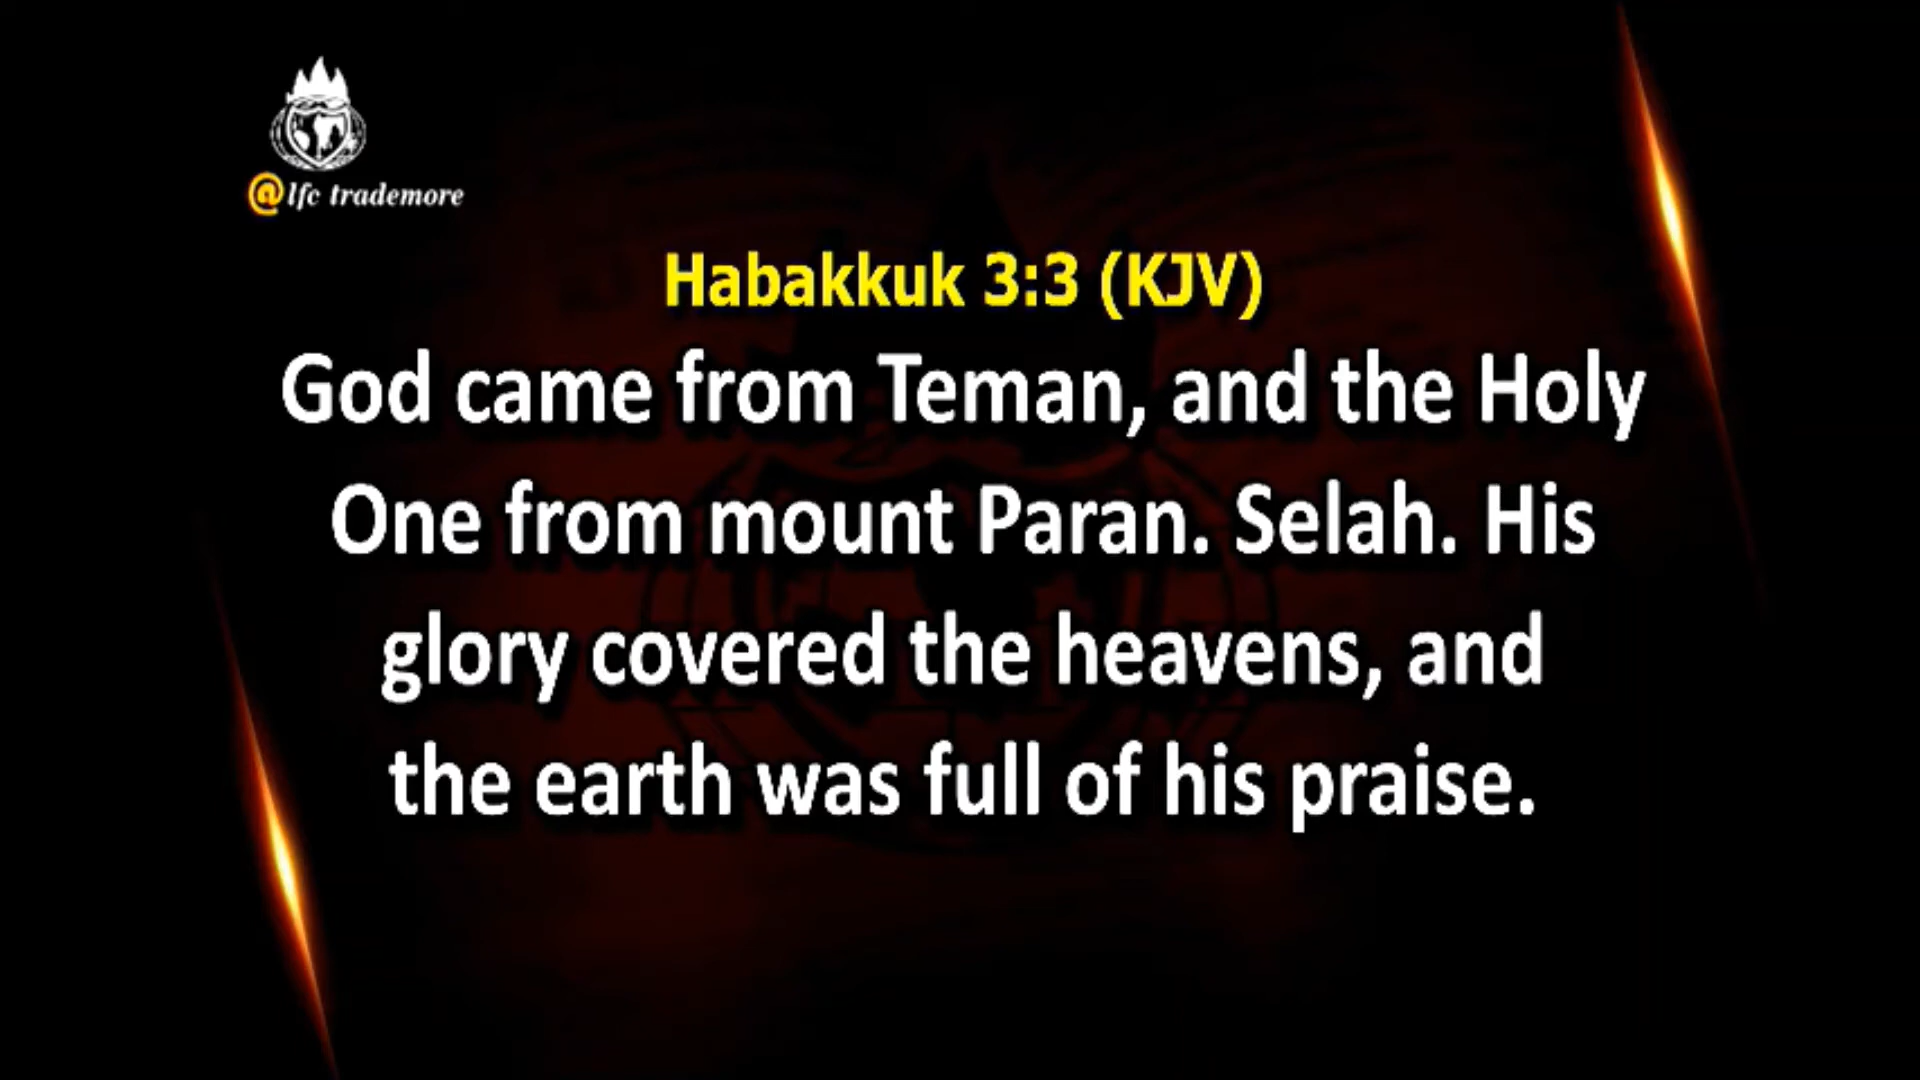 @lfc trademore
Habakkuk 3:3 (KJV)
God came from Teman, and the Holy
One from mount Paran. Selah. His
glory covered the heavens, and
the earth was full of his praise.